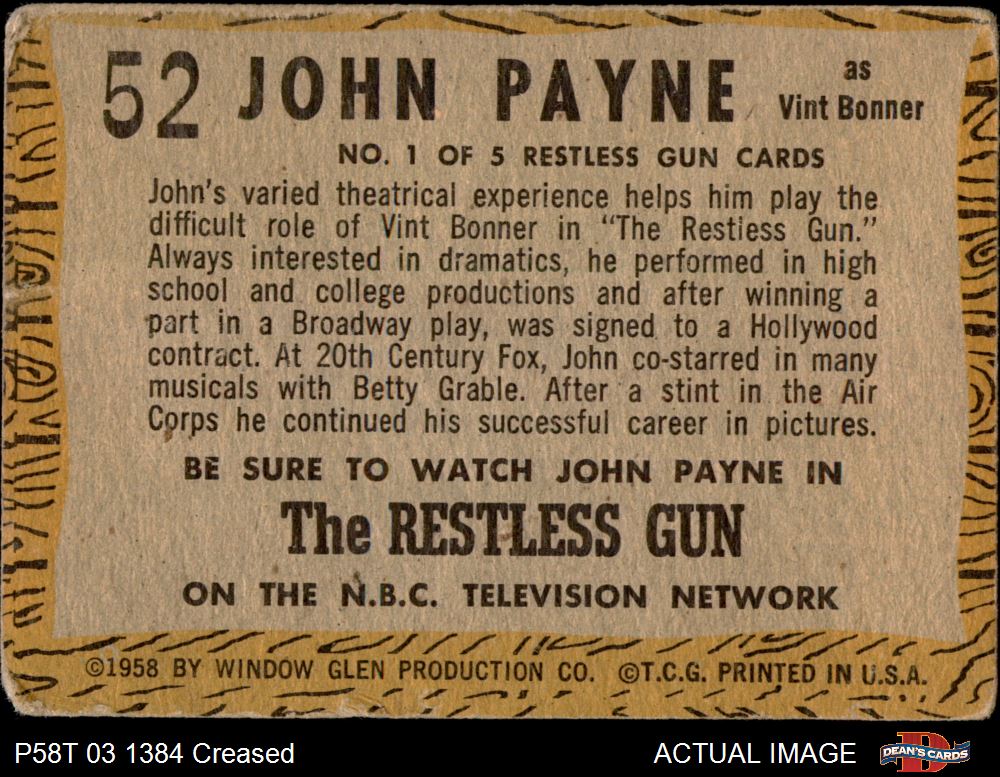 52 JOHN PAYNE as Vint Bonner
NO. 1 OF 5 RESTLESS GUN CARDS
John's varied theatrical experience helps him play the
difficult role of Vint Bonner in "The Restless Gun."
Always interested in dramatics, he performed in high
school and college productions and after winning a
part in a Broadway play, was signed to a Hollywood
contract. At 20th Century Fox, John co-starred in many
musicals with Betty Grable. After a stint in the Air
Corps he continued his successful career in pictures.
BE SURE TO WATCH JOHN PAYNE IN
The RESTLESS GUN
ON THE N.B.C. TELEVISION NETWORK
©1958 BY WINDOW GLEN PRODUCTION CO. ©T.C.G. PRINTED IN U.S.A.
P58T 03 1384 Creased ACTUAL IMAGE DEAN'S CARDS